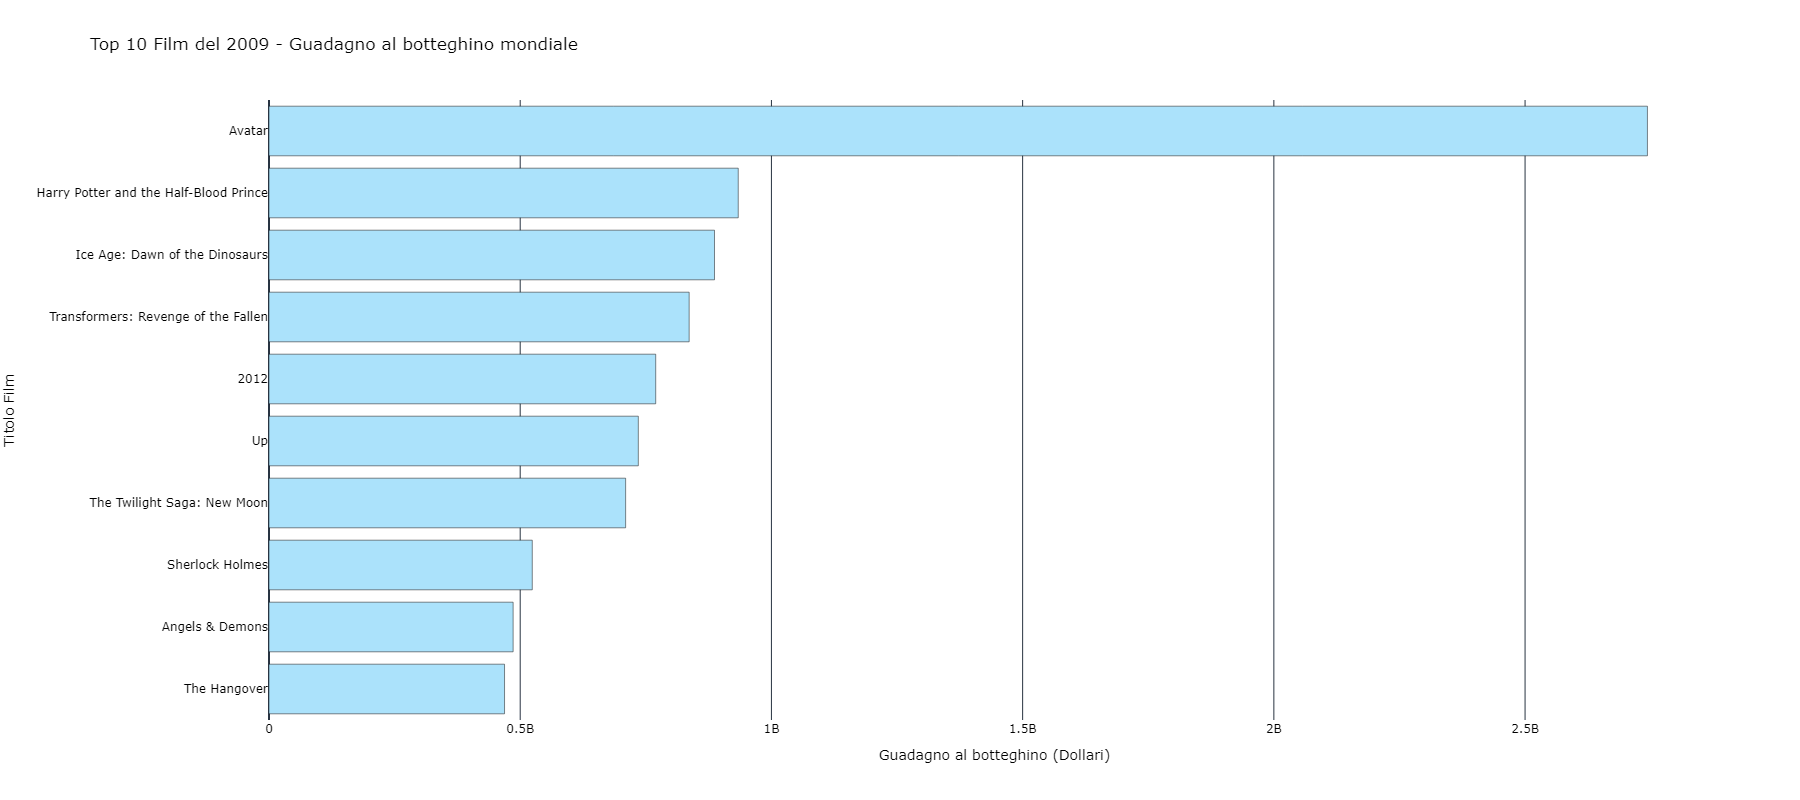 Top 10 Film del 2009 - Guadagno al botteghino mondiale
Titolo Film
Avatar
Harry Potter and the Half-Blood Prince
Ice Age: Dawn of the Dinosaurs
Transformers: Revenge of the Fallen
2012
Up
The Twilight Saga: New Moon
Sherlock Holmes
Angels & Demons
The Hangover
0 0.5B 1B 1.5B 2B 2.5B
Guadagno al botteghino (Dollari)